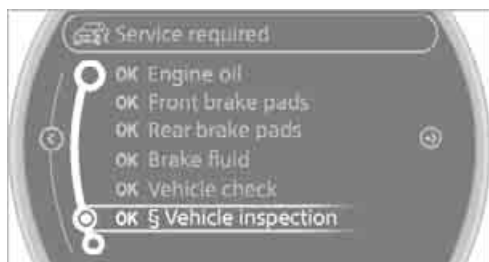 Service required
OK Engine oil
OK Front brake pads
OK Rear brake pads
OK Brake fluid
OK Vehicle check
OK § Vehicle inspection